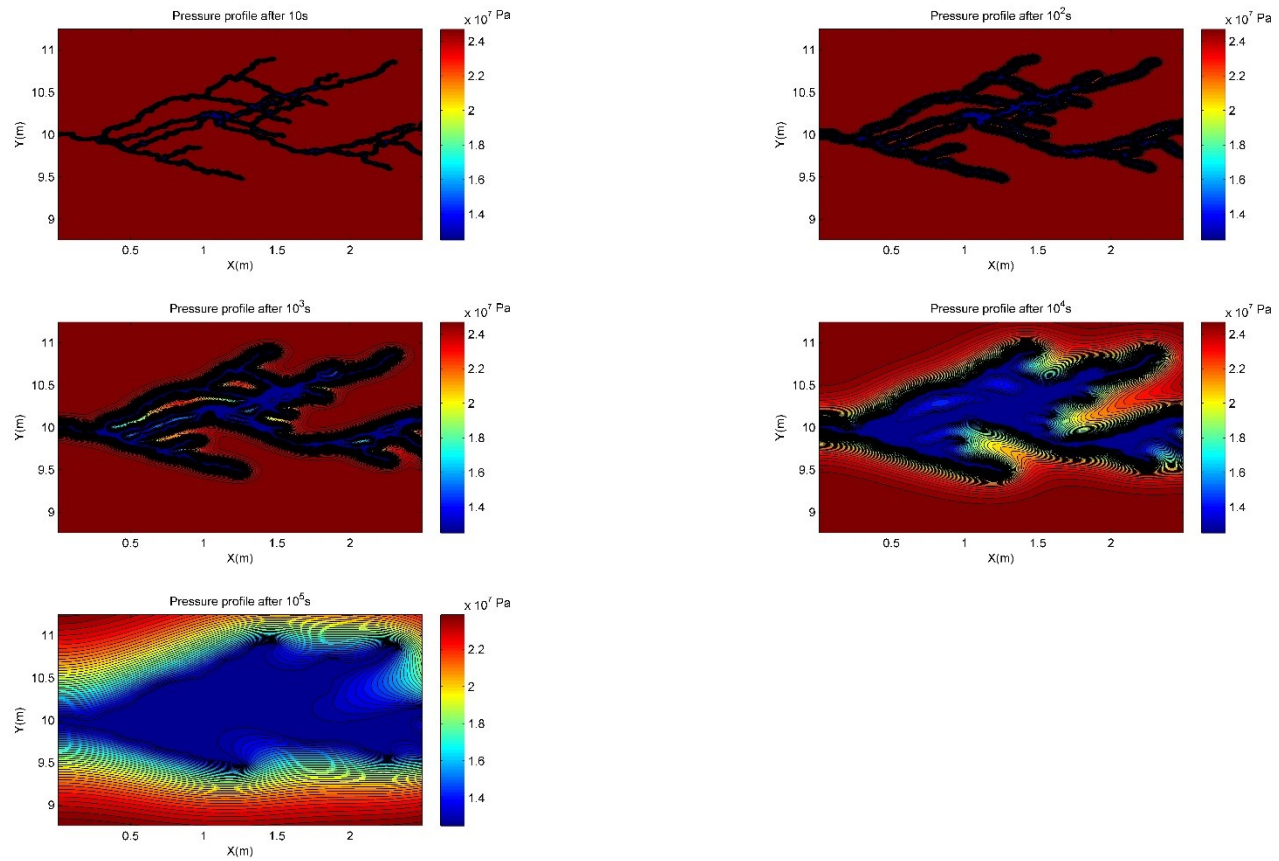 Pressure profile after 10s
x 10^7 Pa
11
10.5
10
9.5
9
Y(m)
0.5 1 1.5 2
X(m)
2.4
2.2
2
1.8
1.6
1.4
Pressure profile after 10^2s
x 10^7 Pa
11
10.5
10
9.5
9
Y(m)
0.5 1 1.5 2
X(m)
2.4
2.2
2
1.8
1.6
1.4
Pressure profile after 10^3s
x 10^7 Pa
11
10.5
10
9.5
9
Y(m)
0.5 1 1.5 2
X(m)
2.4
2.2
2
1.8
1.6
1.4
Pressure profile after 10^4s
x 10^7 Pa
11
10.5
10
9.5
9
Y(m)
0.5 1 1.5 2
X(m)
2.4
2.2
2
1.8
1.6
1.4
Pressure profile after 10^5s
x 10^7 Pa
11
10.5
10
9.5
9
Y(m)
0.5 1 1.5 2
X(m)
2.2
2
1.8
1.6
1.4